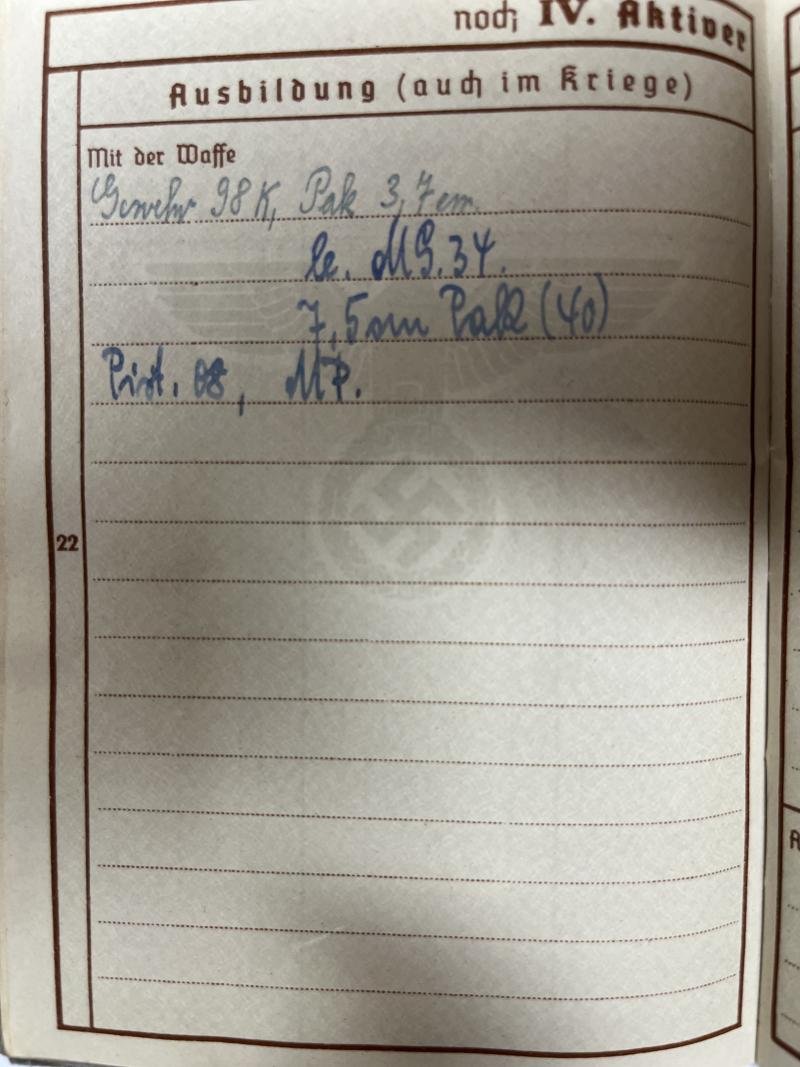 noch IV. Aktiver
Ausbildung (auch im Kriege)
Mit der Waffe
Gewehr 98 K, Pak 3,7 cm.
le. MG. 34.
7,5 cm Pak (40)
Pist. 08, MP.
22